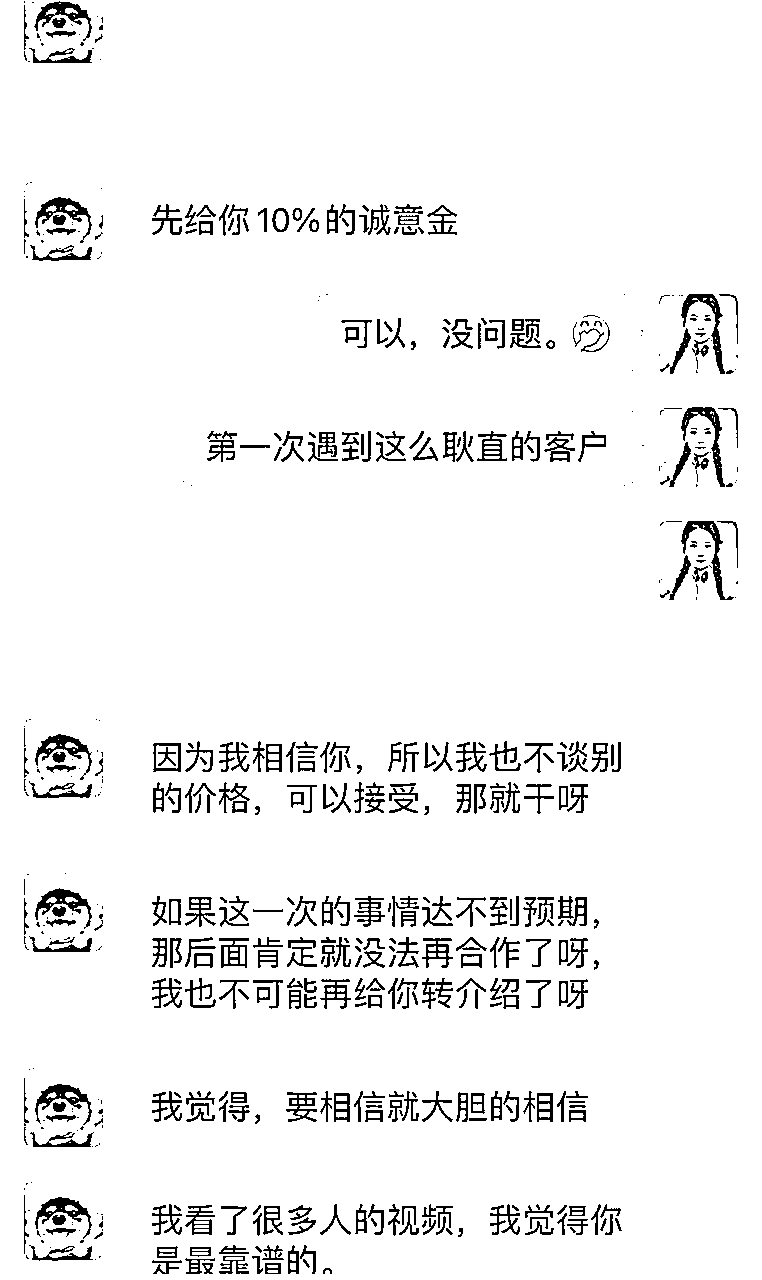 先给你10%的诚意金
可以，没问题。
第一次遇到这么耿直的客户
因为我相信你，所以我也不谈别
的价格，可以接受，那就干呀
如果这一次的事情达不到预期，
那后面肯定就没法再合作了呀，
我也不可能再给你转介绍了呀
我觉得，要相信就大胆的相信
我看了很多人的视频，我觉得你
是最靠谱的。